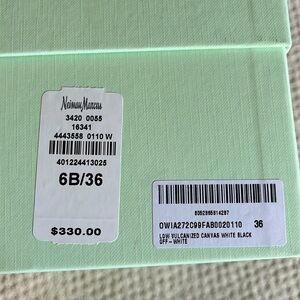 Neiman Marcus
3420 0055
16341
4443558 0110 W
401224413025
6B/36
$330.00
8052865814287
OWIA272C99FAB0020110 36
LOW VULCANIZED CANVAS WHITE BLACK
OFF-WHITE